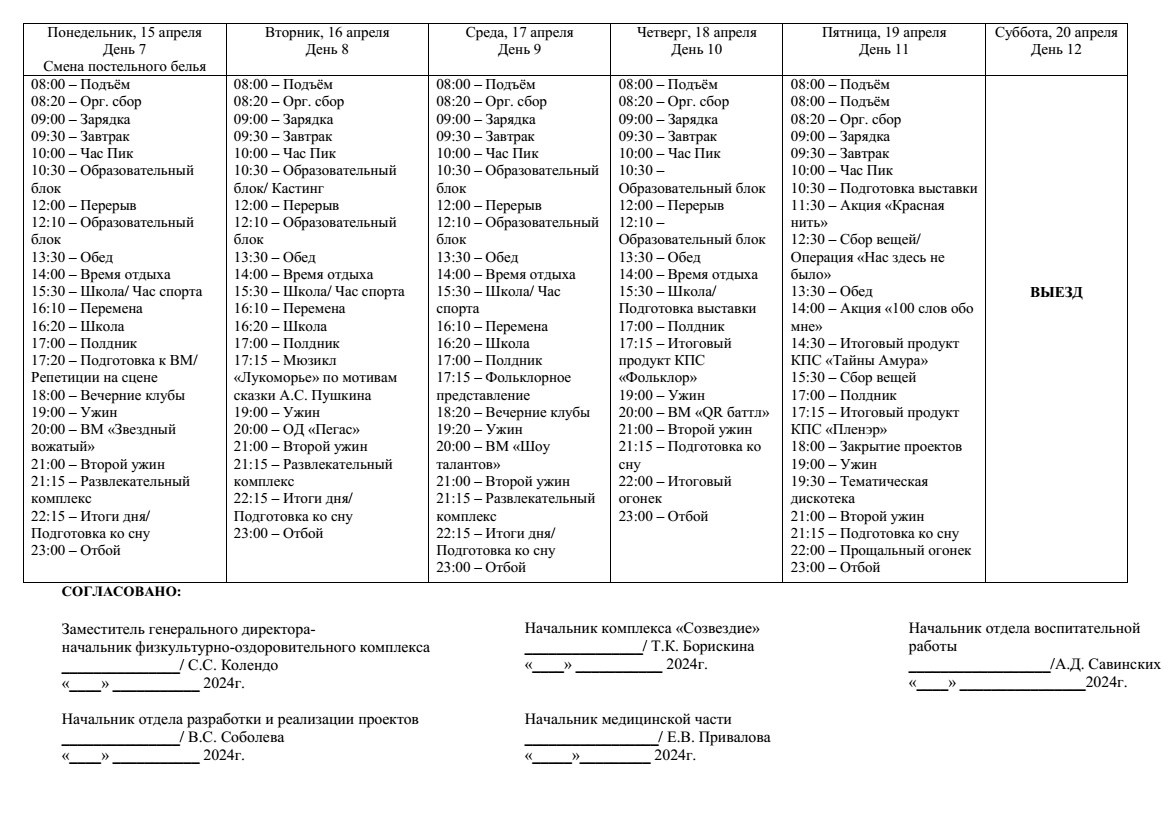 Понедельник, 15 апреля
День 7
Смена постельного белья
Вторник, 16 апреля
День 8
Среда, 17 апреля
День 9
Четверг, 18 апреля
День 10
Пятница, 19 апреля
День 11
Суббота, 20 апреля
День 12
08:00 – Подъём
08:20 – Орг. сбор
09:00 – Зарядка
09:30 – Завтрак
10:00 – Час Пик
10:30 – Образовательный
блок
12:00 – Перерыв
12:10 – Образовательный
блок
13:30 – Обед
14:00 – Время отдыха
15:30 – Школа/ Час спорта
16:10 – Перемена
16:20 – Школа
17:00 – Полдник
17:20 – Подготовка к ВМ/
Репетиции на сцене
18:00 – Вечерние клубы
19:00 – Ужин
20:00 – ВМ «Звездный
вожатый»
21:00 – Второй ужин
21:15 – Развлекательный
комплекс
22:15 – Итоги дня/
Подготовка ко сну
23:00 – Отбой
08:00 – Подъём
08:20 – Орг. сбор
09:00 – Зарядка
09:30 – Завтрак
10:00 – Час Пик
10:30 – Образовательный
блок/ Кастинг
12:00 – Перерыв
12:10 – Образовательный
блок
13:30 – Обед
14:00 – Время отдыха
15:30 – Школа/ Час спорта
16:10 – Перемена
16:20 – Школа
17:00 – Полдник
17:15 – Мюзикл
«Лукоморье» по мотивам
сказки А.С. Пушкина
19:00 – Ужин
20:00 – ОД «Пегас»
21:00 – Второй ужин
21:15 – Развлекательный
комплекс
22:15 – Итоги дня/
Подготовка ко сну
23:00 – Отбой
08:00 – Подъём
08:20 – Орг. сбор
09:00 – Зарядка
09:30 – Завтрак
10:00 – Час Пик
10:30 – Образовательный
блок
12:00 – Перерыв
12:10 – Образовательный
блок
13:30 – Обед
14:00 – Время отдыха
15:30 – Школа/ Час
спорта
16:10 – Перемена
16:20 – Школа
17:00 – Полдник
17:15 – Фольклорное
представление
18:20 – Вечерние клубы
19:20 – Ужин
20:00 – ВМ «Шоу
талантов»
21:00 – Второй ужин
21:15 – Развлекательный
комплекс
22:15 – Итоги дня/
Подготовка ко сну
23:00 – Отбой
08:00 – Подъём
08:20 – Орг. сбор
09:00 – Зарядка
09:30 – Завтрак
10:00 – Час Пик
10:30 –
Образовательный блок
12:00 – Перерыв
12:10 –
Образовательный блок
13:30 – Обед
14:00 – Время отдыха
15:30 – Школа/
Подготовка выставки
17:00 – Полдник
17:15 – Итоговый
продукт КПС
«Фольклор»
19:00 – Ужин
20:00 – ВМ «QR баттл»
21:00 – Второй ужин
21:15 – Подготовка ко
сну
22:00 – Итоговый
огонек
23:00 – Отбой
08:00 – Подъём
08:00 – Подъём
08:20 – Орг. сбор
09:00 – Зарядка
09:30 – Завтрак
10:00 – Час Пик
10:30 – Подготовка выставки
11:30 – Акция «Красная
нить»
12:30 – Сбор вещей/
Операция «Нас здесь не
было»
13:30 – Обед
14:00 – Акция «100 слов обо
мне»
14:30 – Итоговый продукт
КПС «Тайны Амура»
15:30 – Сбор вещей
17:00 – Полдник
17:15 – Итоговый продукт
КПС «Пленэр»
18:00 – Закрытие проектов
19:00 – Ужин
19:30 – Тематическая
дискотека
21:00 – Второй ужин
21:15 – Подготовка ко сну
22:00 – Прощальный огонек
23:00 – Отбой
ВЫЕЗД
СОГЛАСОВАНО:
Заместитель генерального директора-
начальник физкультурно-оздоровительного комплекса
_______________/ С.С. Колендо
«____» ___________ 2024г.
Начальник комплекса «Созвездие»
_______________/ Т.К. Борискина
«____» ___________ 2024г.
Начальник отдела воспитательной
работы
__________________/А.Д. Савинских
«____» ________________2024г.
Начальник отдела разработки и реализации проектов
_______________/ В.С. Соболева
«____» ___________ 2024г.
Начальник медицинской части
_________________/ Е.В. Привалова
«_____»_________ 2024г.